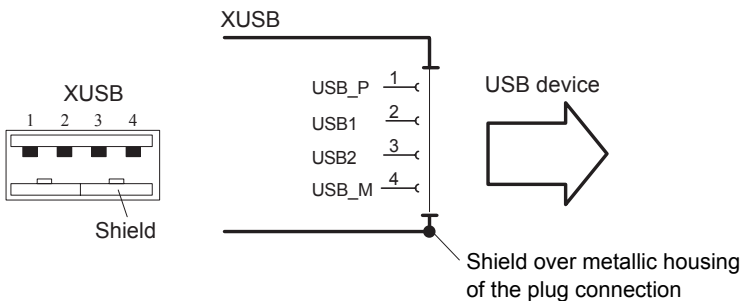 XUSB
XUSB
1 2 3 4
Shield
USB_P 1
USB1 2
USB2 3
USB_M 4
USB device
Shield over metallic housing
of the plug connection